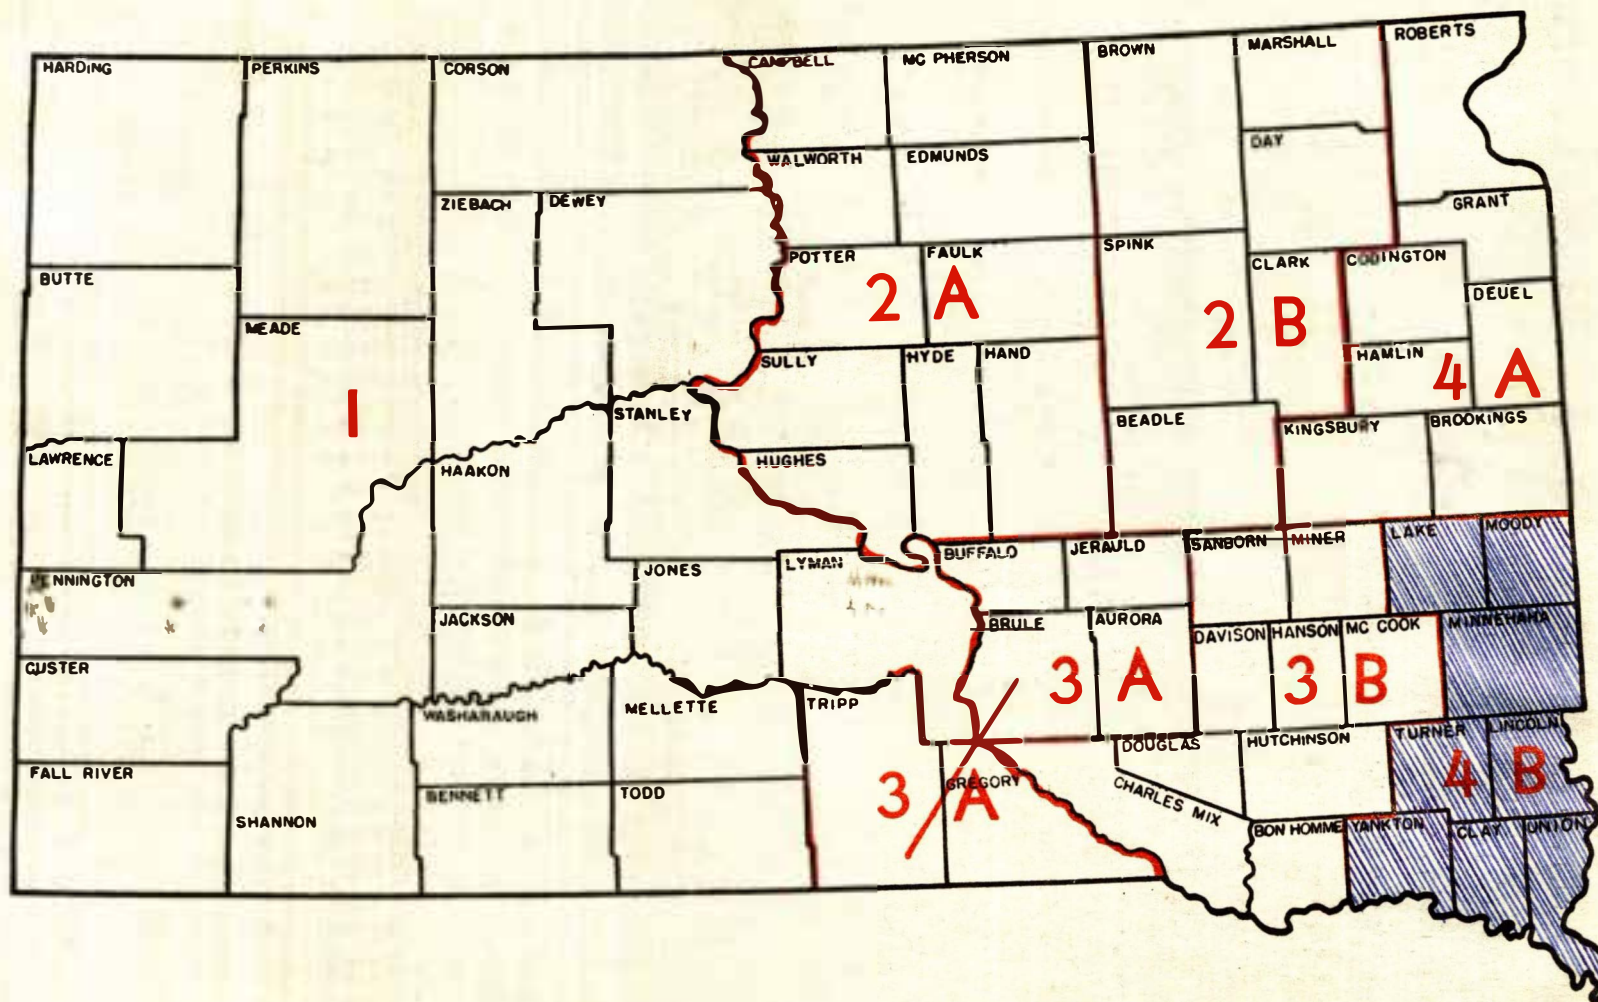 HARDING
PERKINS
CORSON
CAMPBELL
MC PHERSON
BROWN
MARSHALL
ROBERTS
WALWORTH
EDMUNDS
DAY
ZIEBACH
DEWEY
GRANT
BUTTE
POTTER
FAULK
SPINK
CLARK
CODINGTON
2 A
2 B
DEUEL
MEADE
SULLY
HYDE
HAND
HAMLIN
4 A
1
STANLEY
BEADLE
KINGSBURY
BROOKINGS
LAWRENCE
HAAKON
HUGHES
LAKE
MOODY
BUFFALO
JERAULD
SANBORN
MINER
NNINGTON
JONES
LYMAN
JACKSON
BRULE
AURORA
DAVISON
HANSON
MC COOK
MINNEHAHA
CUSTER
3 A
3 B
WASHABAUGH
MELLETTE
TRIPP
DOUGLAS
HUTCHINSON
TURNER
LINCOLN
FALL RIVER
BENNETT
TODD
3 A
GREGORY
CHARLES MIX
4 B
SHANNON
BON HOMME
YANKTON
CLAY
UNION